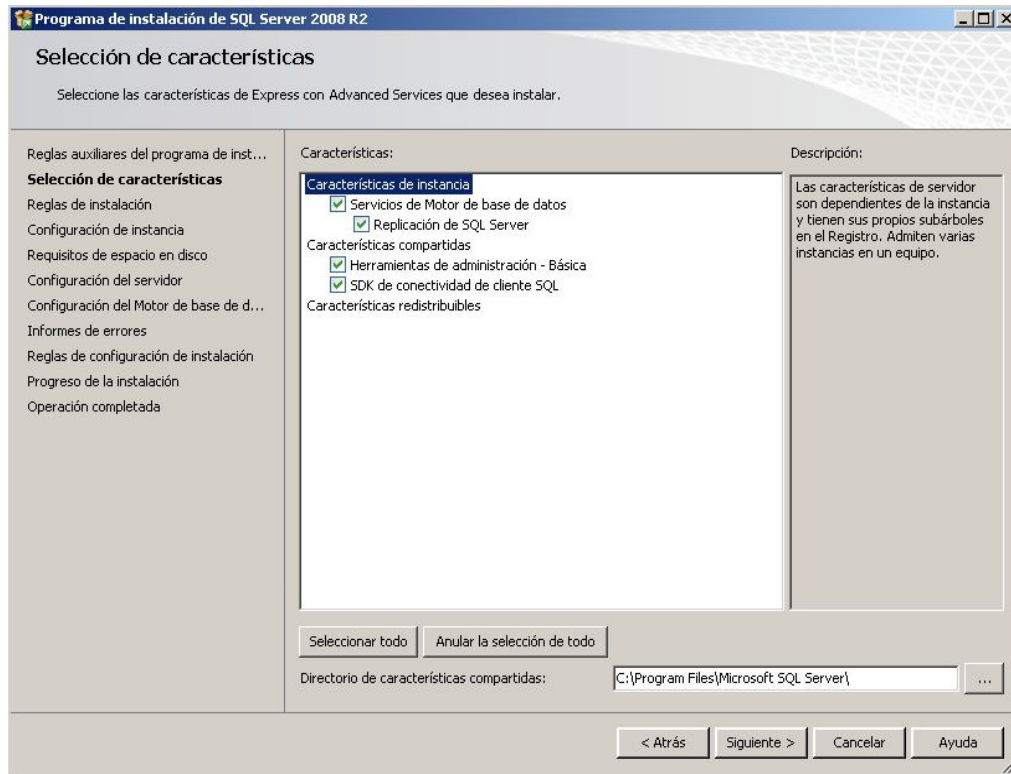 Programa de instalación de SQL Server 2008 R2
Selección de características
Seleccione las características de Express con Advanced Services que desea instalar.
Reglas auxiliares del programa de inst...
Selección de características
Reglas de instalación
Configuración de instancia
Requisitos de espacio en disco
Configuración del servidor
Configuración del Motor de base de d...
Informes de errores
Reglas de configuración de instalación
Progreso de la instalación
Operación completada
Características:
Características de instancia
Servicios de Motor de base de datos
Replicación de SQL Server
Características compartidas
Herramientas de administración - Básica
SDK de conectividad de cliente SQL
Características redistribuibles
Descripción:
Las características de servidor
son dependientes de la instancia
y tienen sus propios subárboles
en el Registro. Admiten varias
instancias en un equipo.
Seleccionar todo
Anular la selección de todo
Directorio de características compartidas:
C:\Program Files\Microsoft SQL Server\
...
< Atrás
Siguiente >
Cancelar
Ayuda